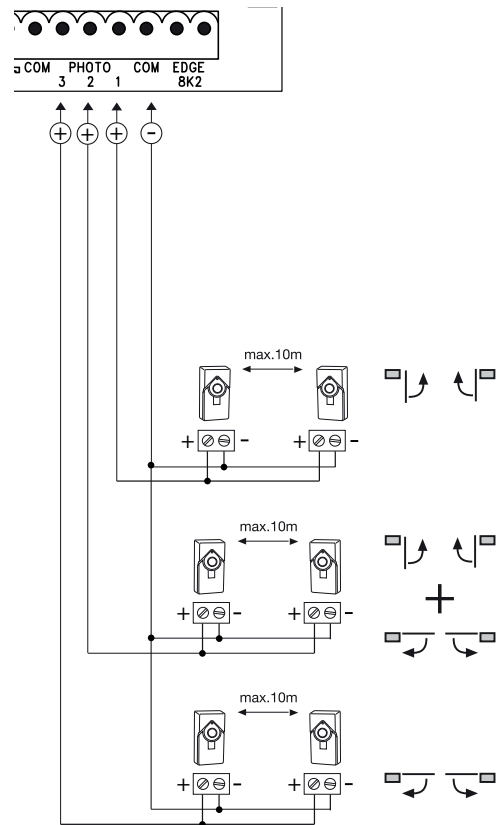 COM PHOTO COM EDGE
3 2 1 8K2
+ + + -
max.10m
+ - + -
max.10m
+ - + -
+
max.10m
+ - + -